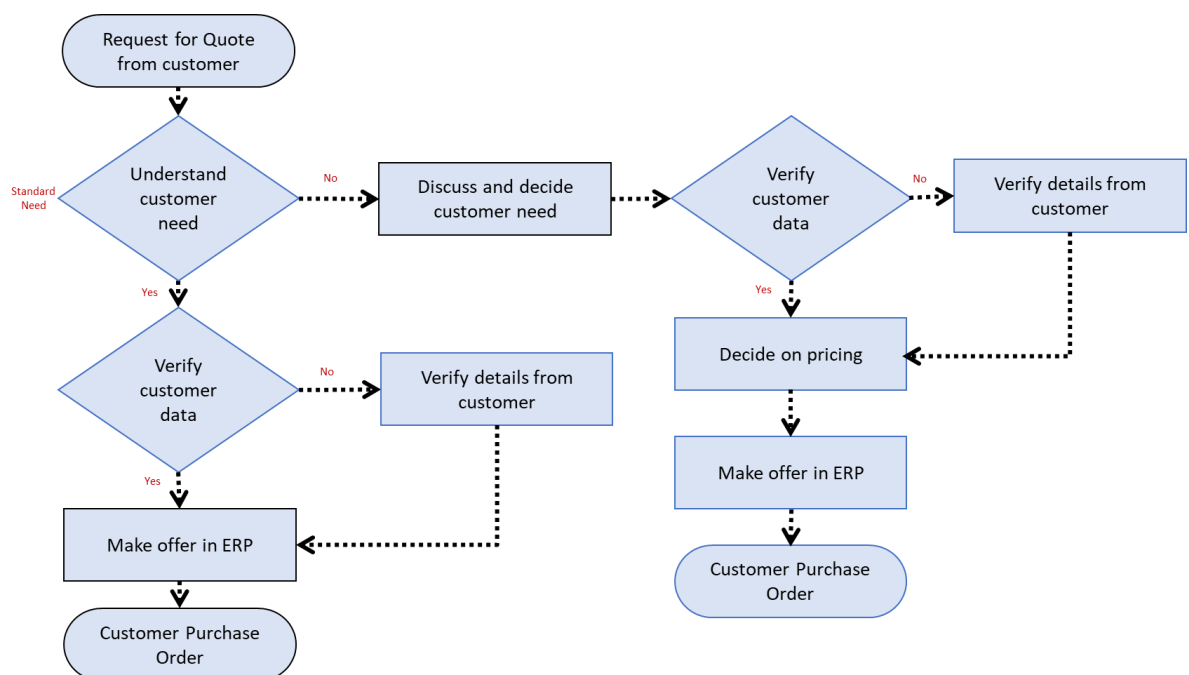 Request for Quote
from customer
Understand
customer
need
Standard
Need
No
Discuss and decide
customer need
Verify
customer
data
No
Verify details from
customer
Yes
Verify
customer
data
No
Verify details from
customer
Yes
Make offer in ERP
Customer Purchase
Order
Yes
Decide on pricing
Make offer in ERP
Customer Purchase
Order